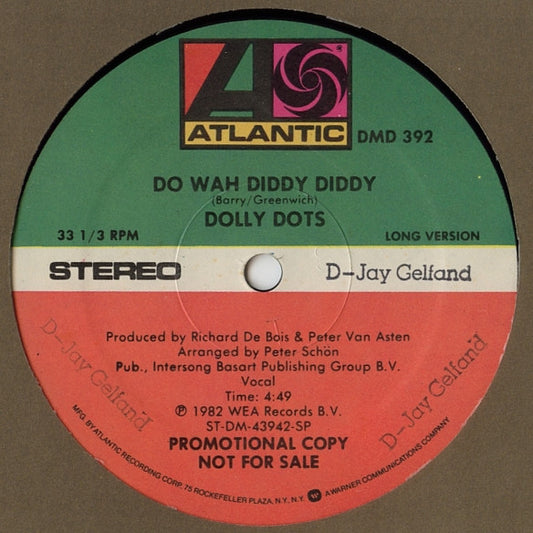 ATLANTIC
®
DMD 392
DO WAH DIDDY DIDDY
(Barry/Greenwich)
DOLLY DOTS
33 1/3 RPM
LONG VERSION
STEREO
D-Jay Gelfand
Produced by Richard De Bois & Peter Van Asten
Arranged by Peter Schön
Pub., Intersong Basart Publishing Group B.V.
Vocal
Time: 4:49
℗ 1982 WEA Records B.V.
ST-DM-43942-SP
PROMOTIONAL COPY
NOT FOR SALE
D-Jay Gelfand
D-Jay Gelfand
MFG. BY ATLANTIC RECORDING CORP. 75 ROCKEFELLER PLAZA, N.Y. N.Y. A WARNER COMMUNICATIONS COMPANY